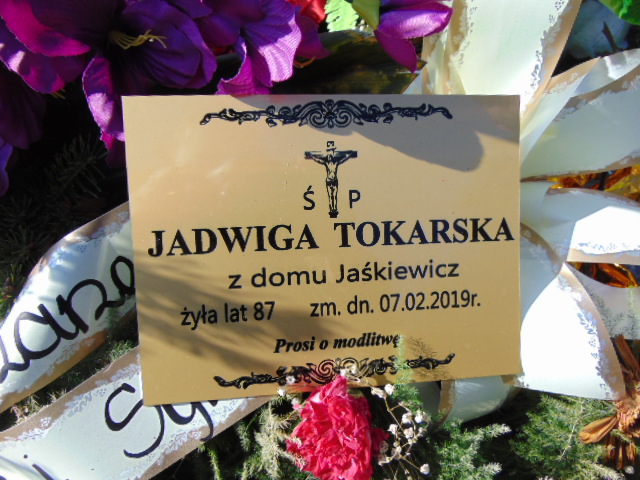 Ś P
JADWIGA TOKARSKA
z domu Jaśkiewicz
żyła lat 87 zm. dn. 07.02.2019r.
Prosi o modlitwę